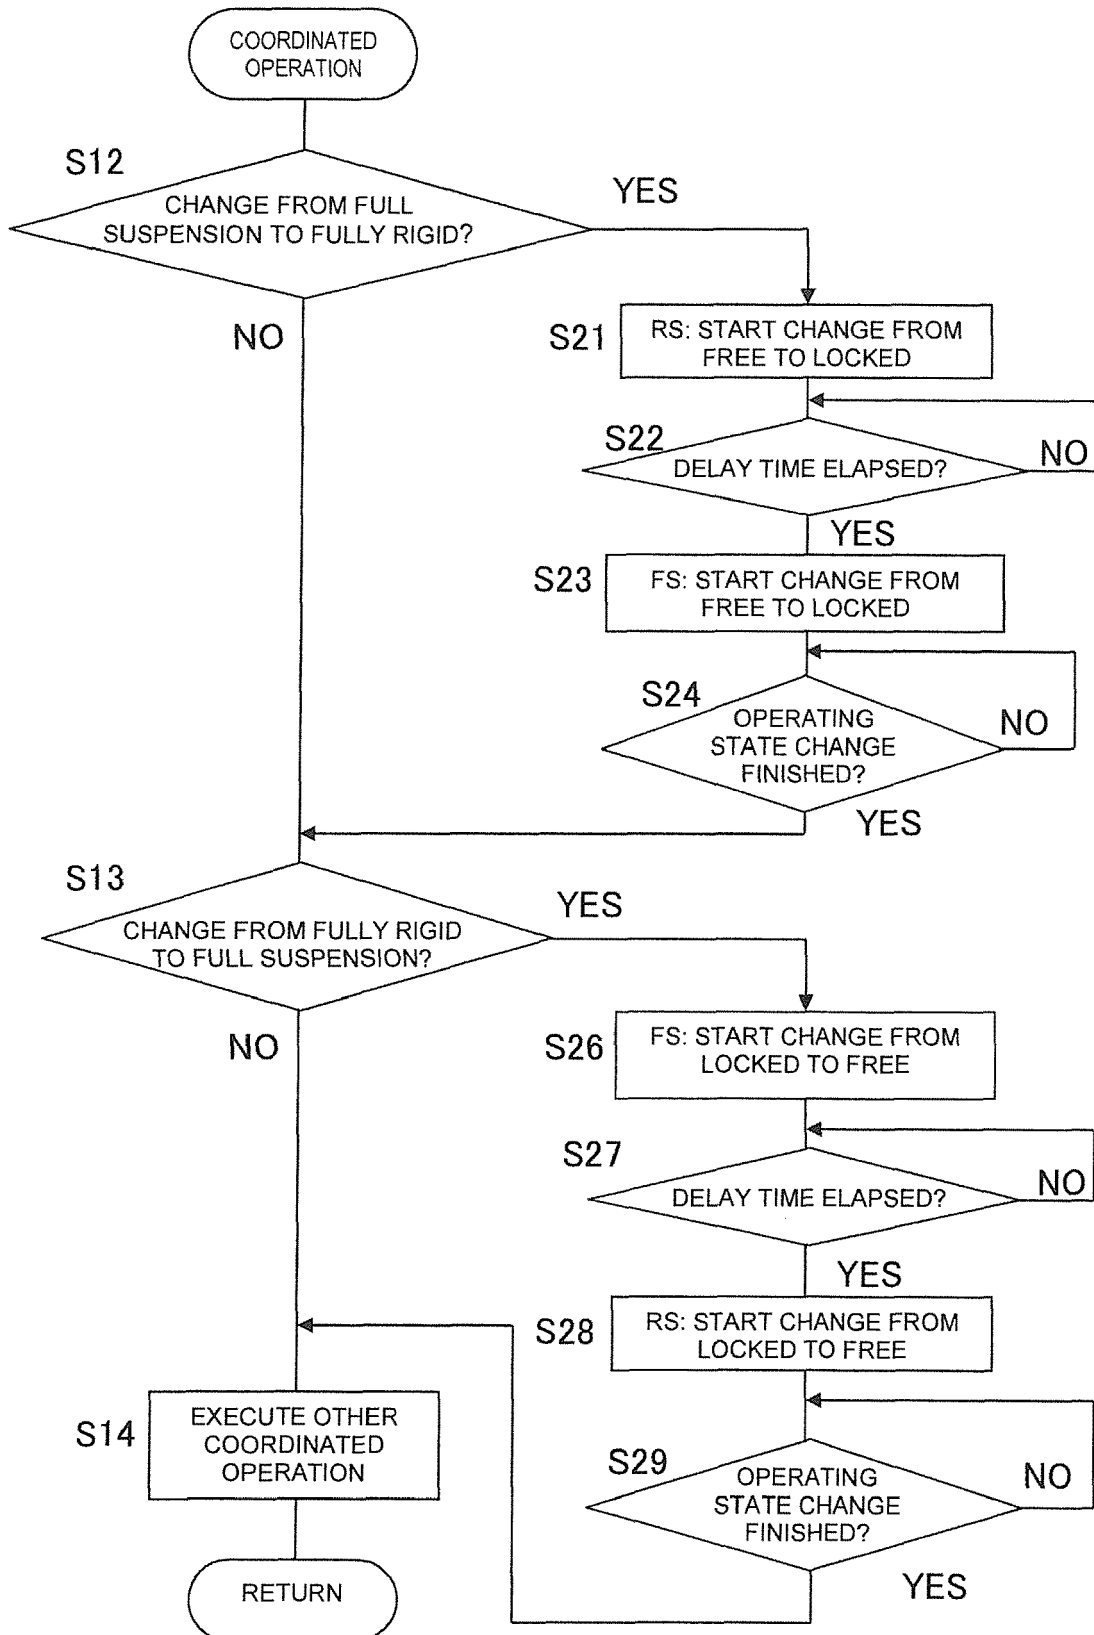 COORDINATED
OPERATION
S12
CHANGE FROM FULL
SUSPENSION TO FULLY RIGID?
YES
NO
S21
RS: START CHANGE FROM
FREE TO LOCKED
S22
DELAY TIME ELAPSED?
NO
YES
S23
FS: START CHANGE FROM
FREE TO LOCKED
S24
OPERATING
STATE CHANGE
FINISHED?
NO
YES
S13
CHANGE FROM FULLY RIGID
TO FULL SUSPENSION?
YES
NO
S26
FS: START CHANGE FROM
LOCKED TO FREE
S27
DELAY TIME ELAPSED?
NO
YES
S28
RS: START CHANGE FROM
LOCKED TO FREE
S14
EXECUTE OTHER
COORDINATED
OPERATION
S29
OPERATING
STATE CHANGE
FINISHED?
NO
YES
RETURN